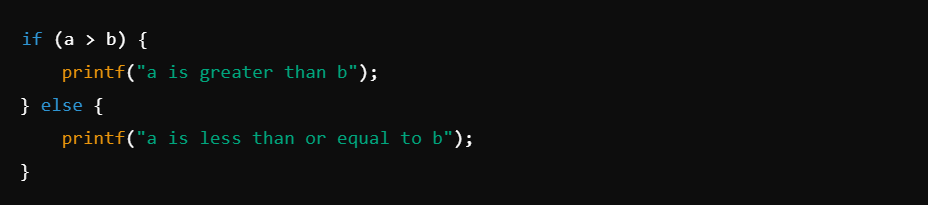 if (a > b) {
    printf("a is greater than b");
} else {
    printf("a is less than or equal to b");
}